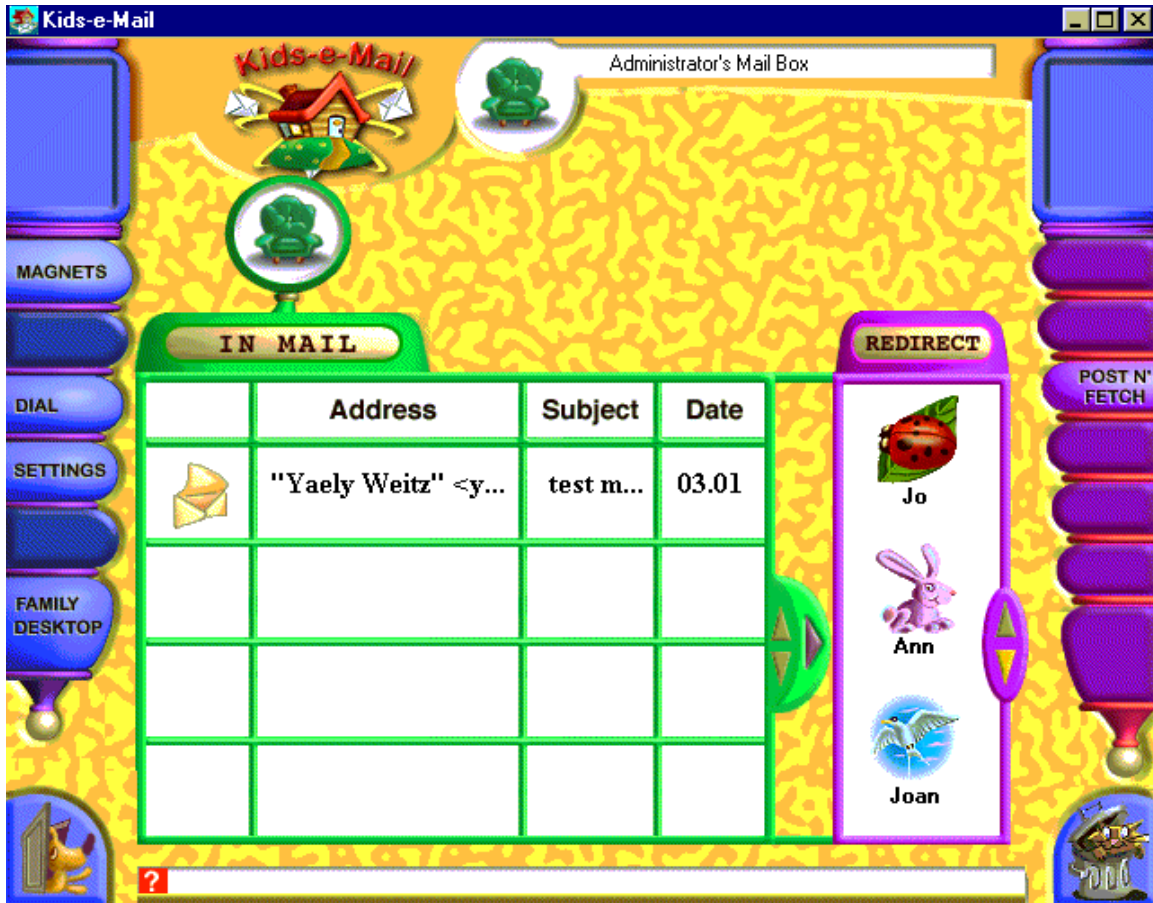 Kids-e-Mail
Kids-e-Mail
Administrator's Mail Box
MAGNETS
DIAL
SETTINGS
FAMILY
DESKTOP
IN MAIL
Address Subject Date
"Yaely Weitz" <y... test m... 03.01
REDIRECT
Jo
Ann
Joan
POST N'
FETCH
?